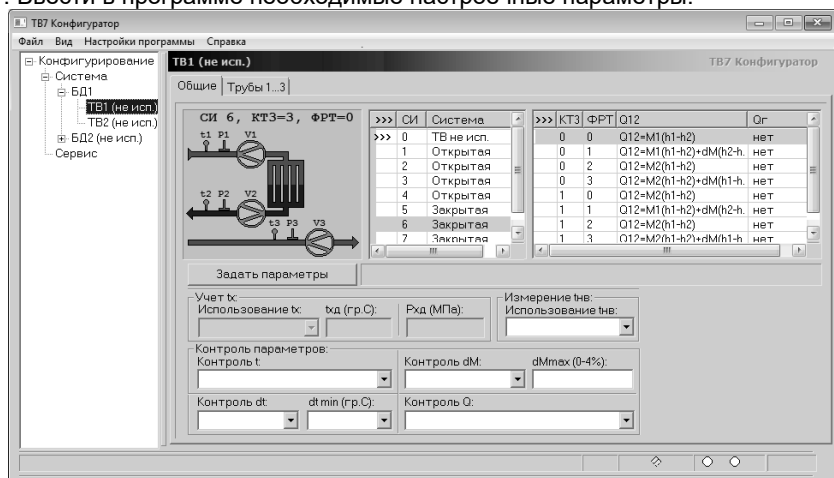 . Ввести в программе необходимые настроечные параметры.
ТВ7 Конфигуратор
Файл Вид Настройки программы Справка
Конфигурирование
Система
БД1
ТВ1 (не исп.)
ТВ2 (не исп.)
БД2 (не исп.)
Сервис
ТВ1 (не исп.) ТВ7 Конфигуратор
Общие Трубы 1...3
СИ 6, КТ3=3, ФРТ=0
t1 P1 V1
t2 P2 V2
t3 P3 V3
>>> СИ Система
>>> 0 ТВ не исп.
1 Открытая
2 Открытая
3 Открытая
4 Открытая
5 Закрытая
6 Закрытая
7 Закрытая
>>> КТ3 ФРТ Q12 Qг
0 0 Q12=M1(h1-h2) нет
0 1 Q12=M1(h1-h2)+dM(h2-h. нет
0 2 Q12=M2(h1-h2) нет
0 3 Q12=M2(h1-h2)+dM(h1-h. нет
1 0 Q12=M1(h1-h2) нет
1 1 Q12=M1(h1-h2)+dM(h2-h. нет
1 2 Q12=M2(h1-h2) нет
1 3 Q12=M2(h1-h2)+dM(h1-h. нет
Задать параметры
Учет tх:
Использование tх: tхд (гр.С): Рхд (МПа):
Измерение tнв:
Использование tнв:
Контроль параметров:
Контроль t: Контроль dM: dMmax (0-4%):
Контроль dt: dt min (гр.С): Контроль Q: